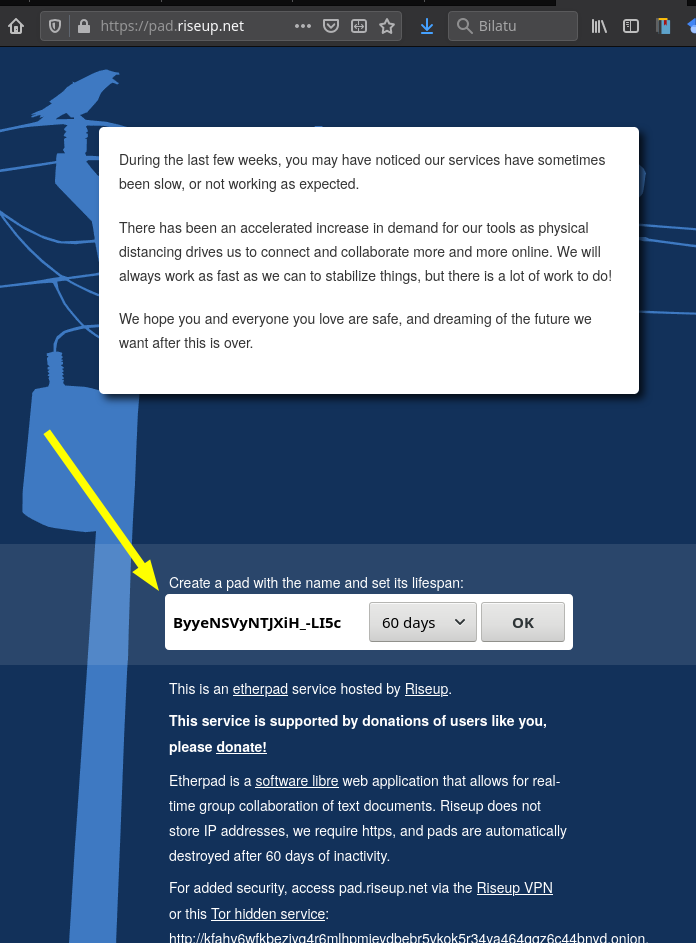 https://pad.riseup.net
Bilatu
During the last few weeks, you may have noticed our services have sometimes
been slow, or not working as expected.
There has been an accelerated increase in demand for our tools as physical
distancing drives us to connect and collaborate more and more online. We will
always work as fast as we can to stabilize things, but there is a lot of work to do!
We hope you and everyone you love are safe, and dreaming of the future we
want after this is over.
Create a pad with the name and set its lifespan:
ByyeNSVyNTJXiH_-LI5c
60 days
OK
This is an etherpad service hosted by Riseup.
This service is supported by donations of users like you,
please donate!
Etherpad is a software libre web application that allows for real-
time group collaboration of text documents. Riseup does not
store IP addresses, we require https, and pads are automatically
destroyed after 60 days of inactivity.
For added security, access pad.riseup.net via the Riseup VPN
or this Tor hidden service: